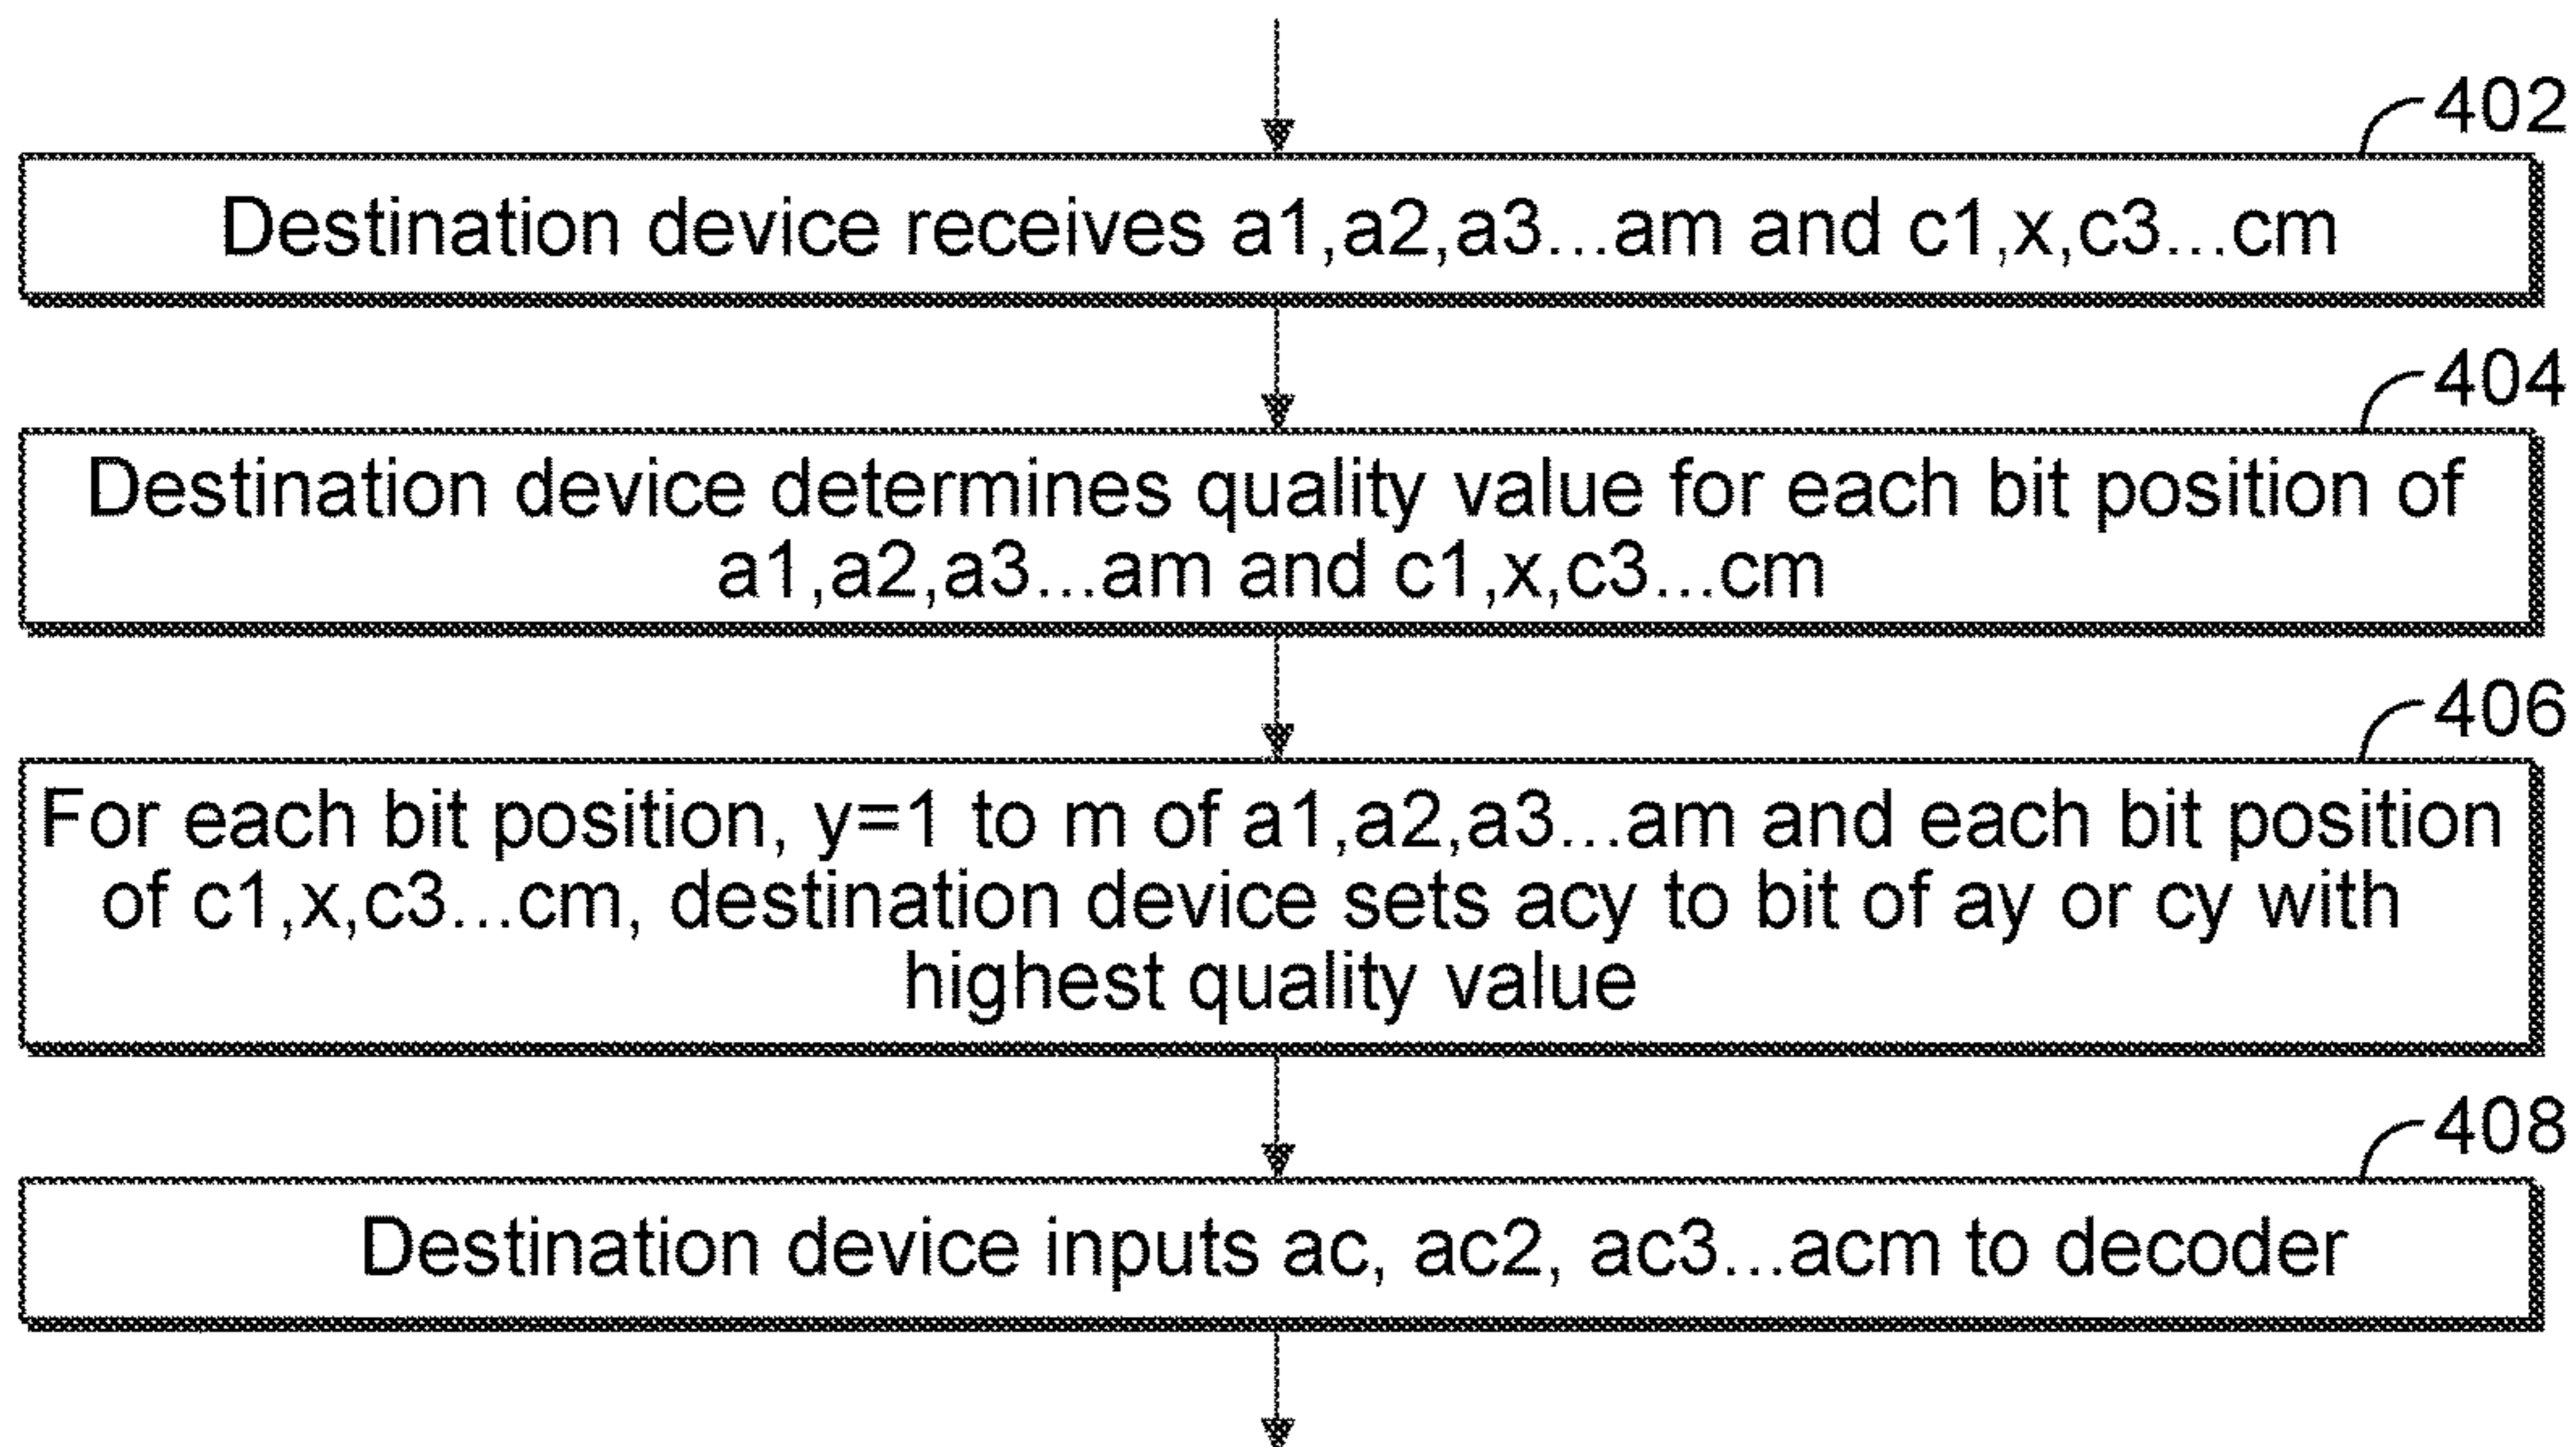 402
Destination device receives a1,a2,a3...am and c1,x,c3...cm
404
Destination device determines quality value for each bit position of
a1,a2,a3...am and c1,x,c3...cm
406
For each bit position, y=1 to m of a1,a2,a3...am and each bit position
of c1,x,c3...cm, destination device sets acy to bit of ay or cy with
highest quality value
408
Destination device inputs ac, ac2, ac3...acm to decoder